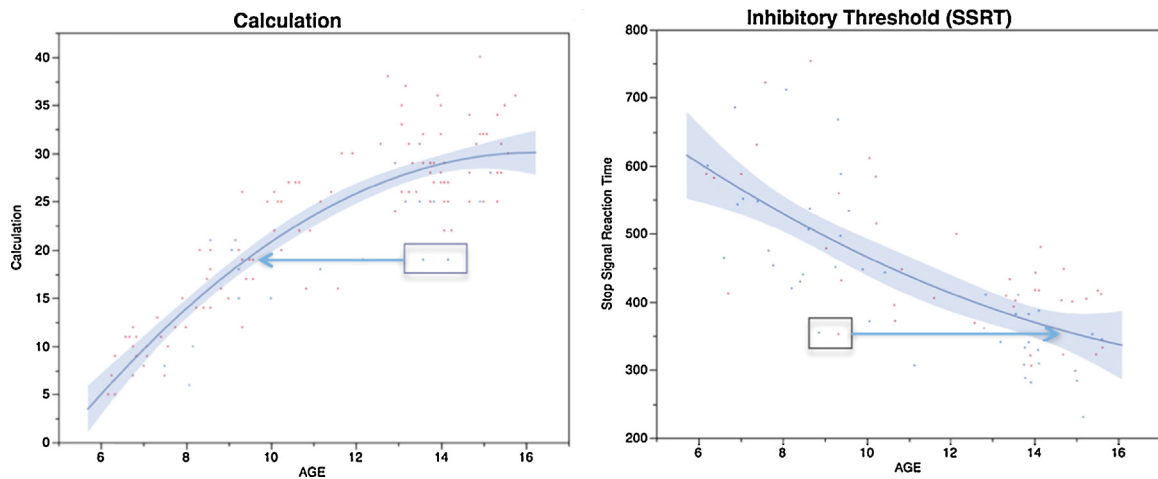 Calculation
Calculation
40
35
30
25
20
15
10
5
0
6 8 10 12 14 16
AGE
Inhibitory Threshold (SSRT)
Stop Signal Reaction Time
800
700
600
500
400
300
200
6 8 10 12 14 16
AGE